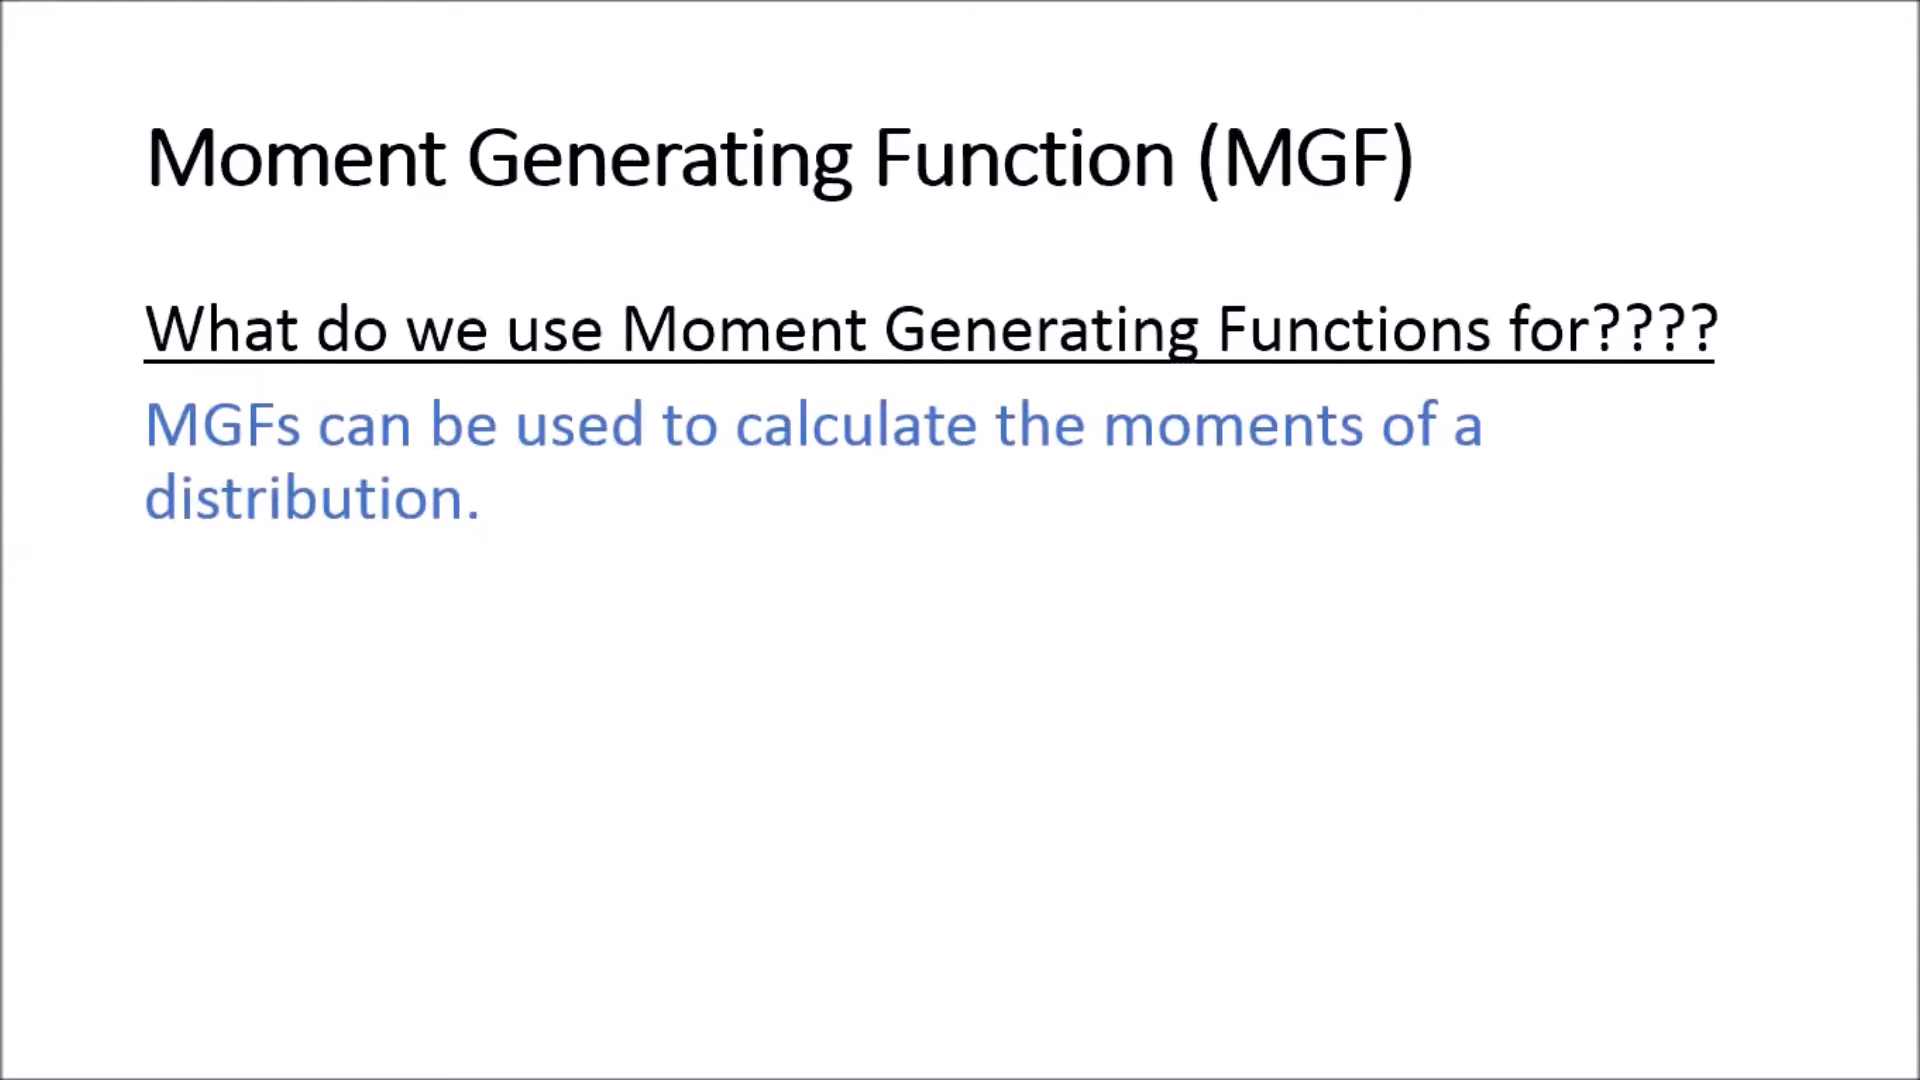 Moment Generating Function (MGF)
What do we use Moment Generating Functions for????
MGFs can be used to calculate the moments of a
distribution.